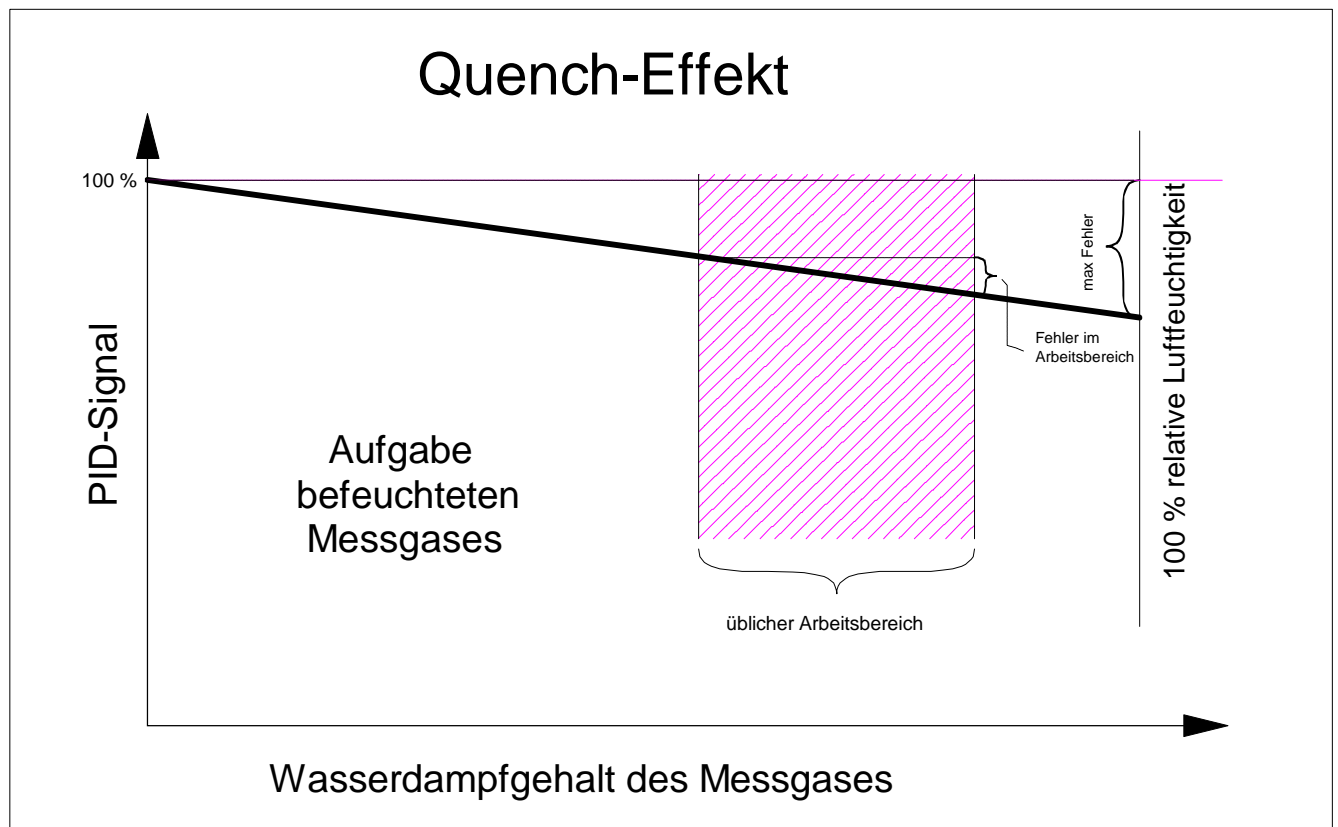 Quench-Effekt
100 %
PID-Signal
Aufgabe
befeuchteten
Messgases
max Fehler
Fehler im
Arbeitsbereich
100 % relative Luftfeuchtigkeit
üblicher Arbeitsbereich
Wasserdampfgehalt des Messgases